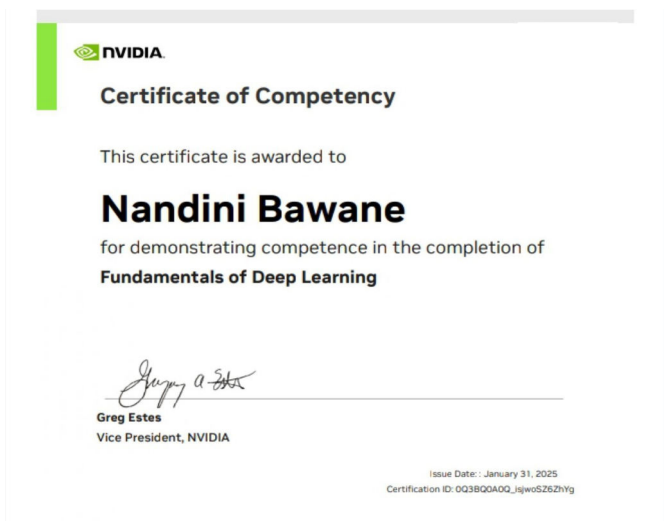 NVIDIA.
Certificate of Competency
This certificate is awarded to
Nandini Bawane
for demonstrating competence in the completion of
Fundamentals of Deep Learning
Greg Estes
Vice President, NVIDIA
Issue Date: : January 31, 2025
Certification ID: 0Q3BQ0A0Q_isjwoSZ6ZhYg